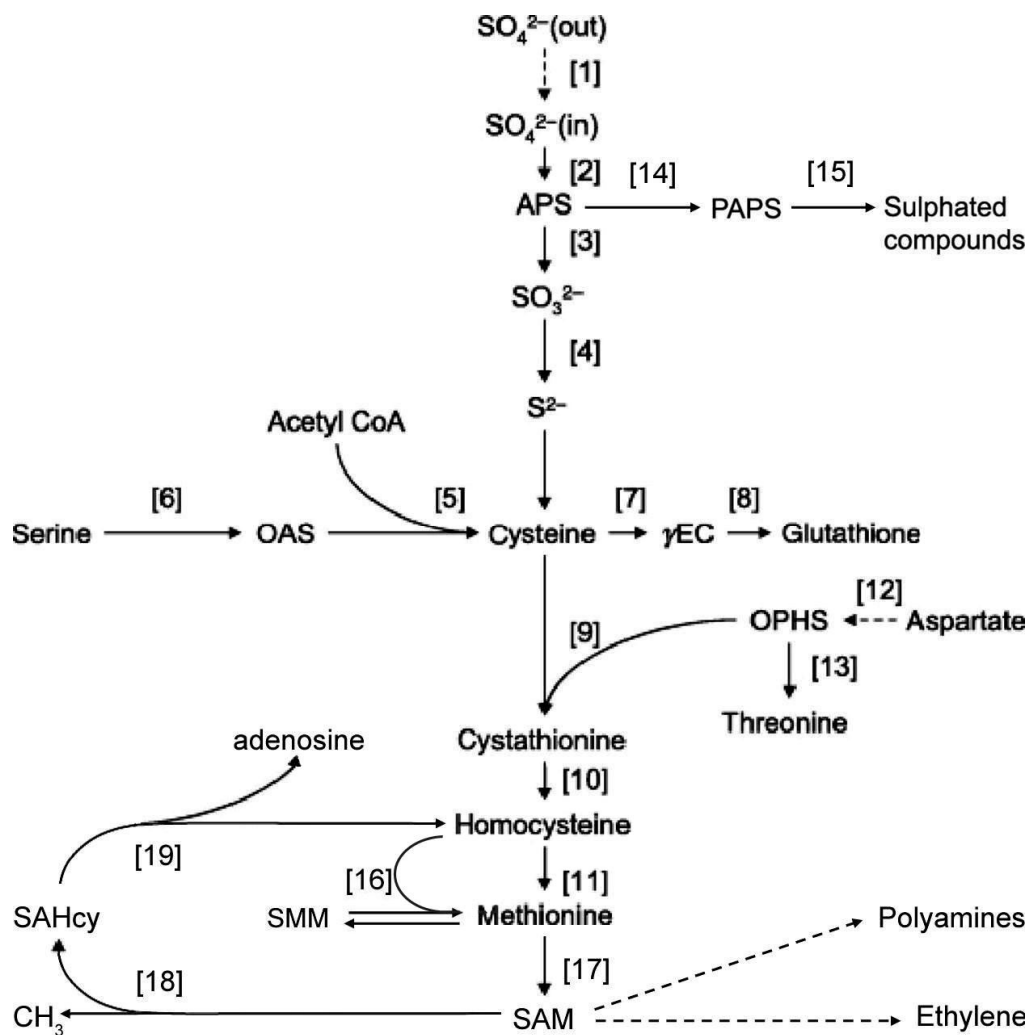 SO₄²⁻(out)
[1]
SO₄²⁻(in)
[2] [14] [15]
APS PAPS Sulphated
compounds
[3]
SO₃²⁻
[4]
S²⁻
Acetyl CoA
[6] [5] [7] [8]
Serine OAS Cysteine γEC Glutathione
[12]
OPHS Aspartate
[9]
[13]
Threonine
adenosine Cystathionine
[10]
Homocysteine
[19]
[16] [11]
SAHcy SMM Methionine Polyamines
[17]
[18]
CH₃ SAM Ethylene